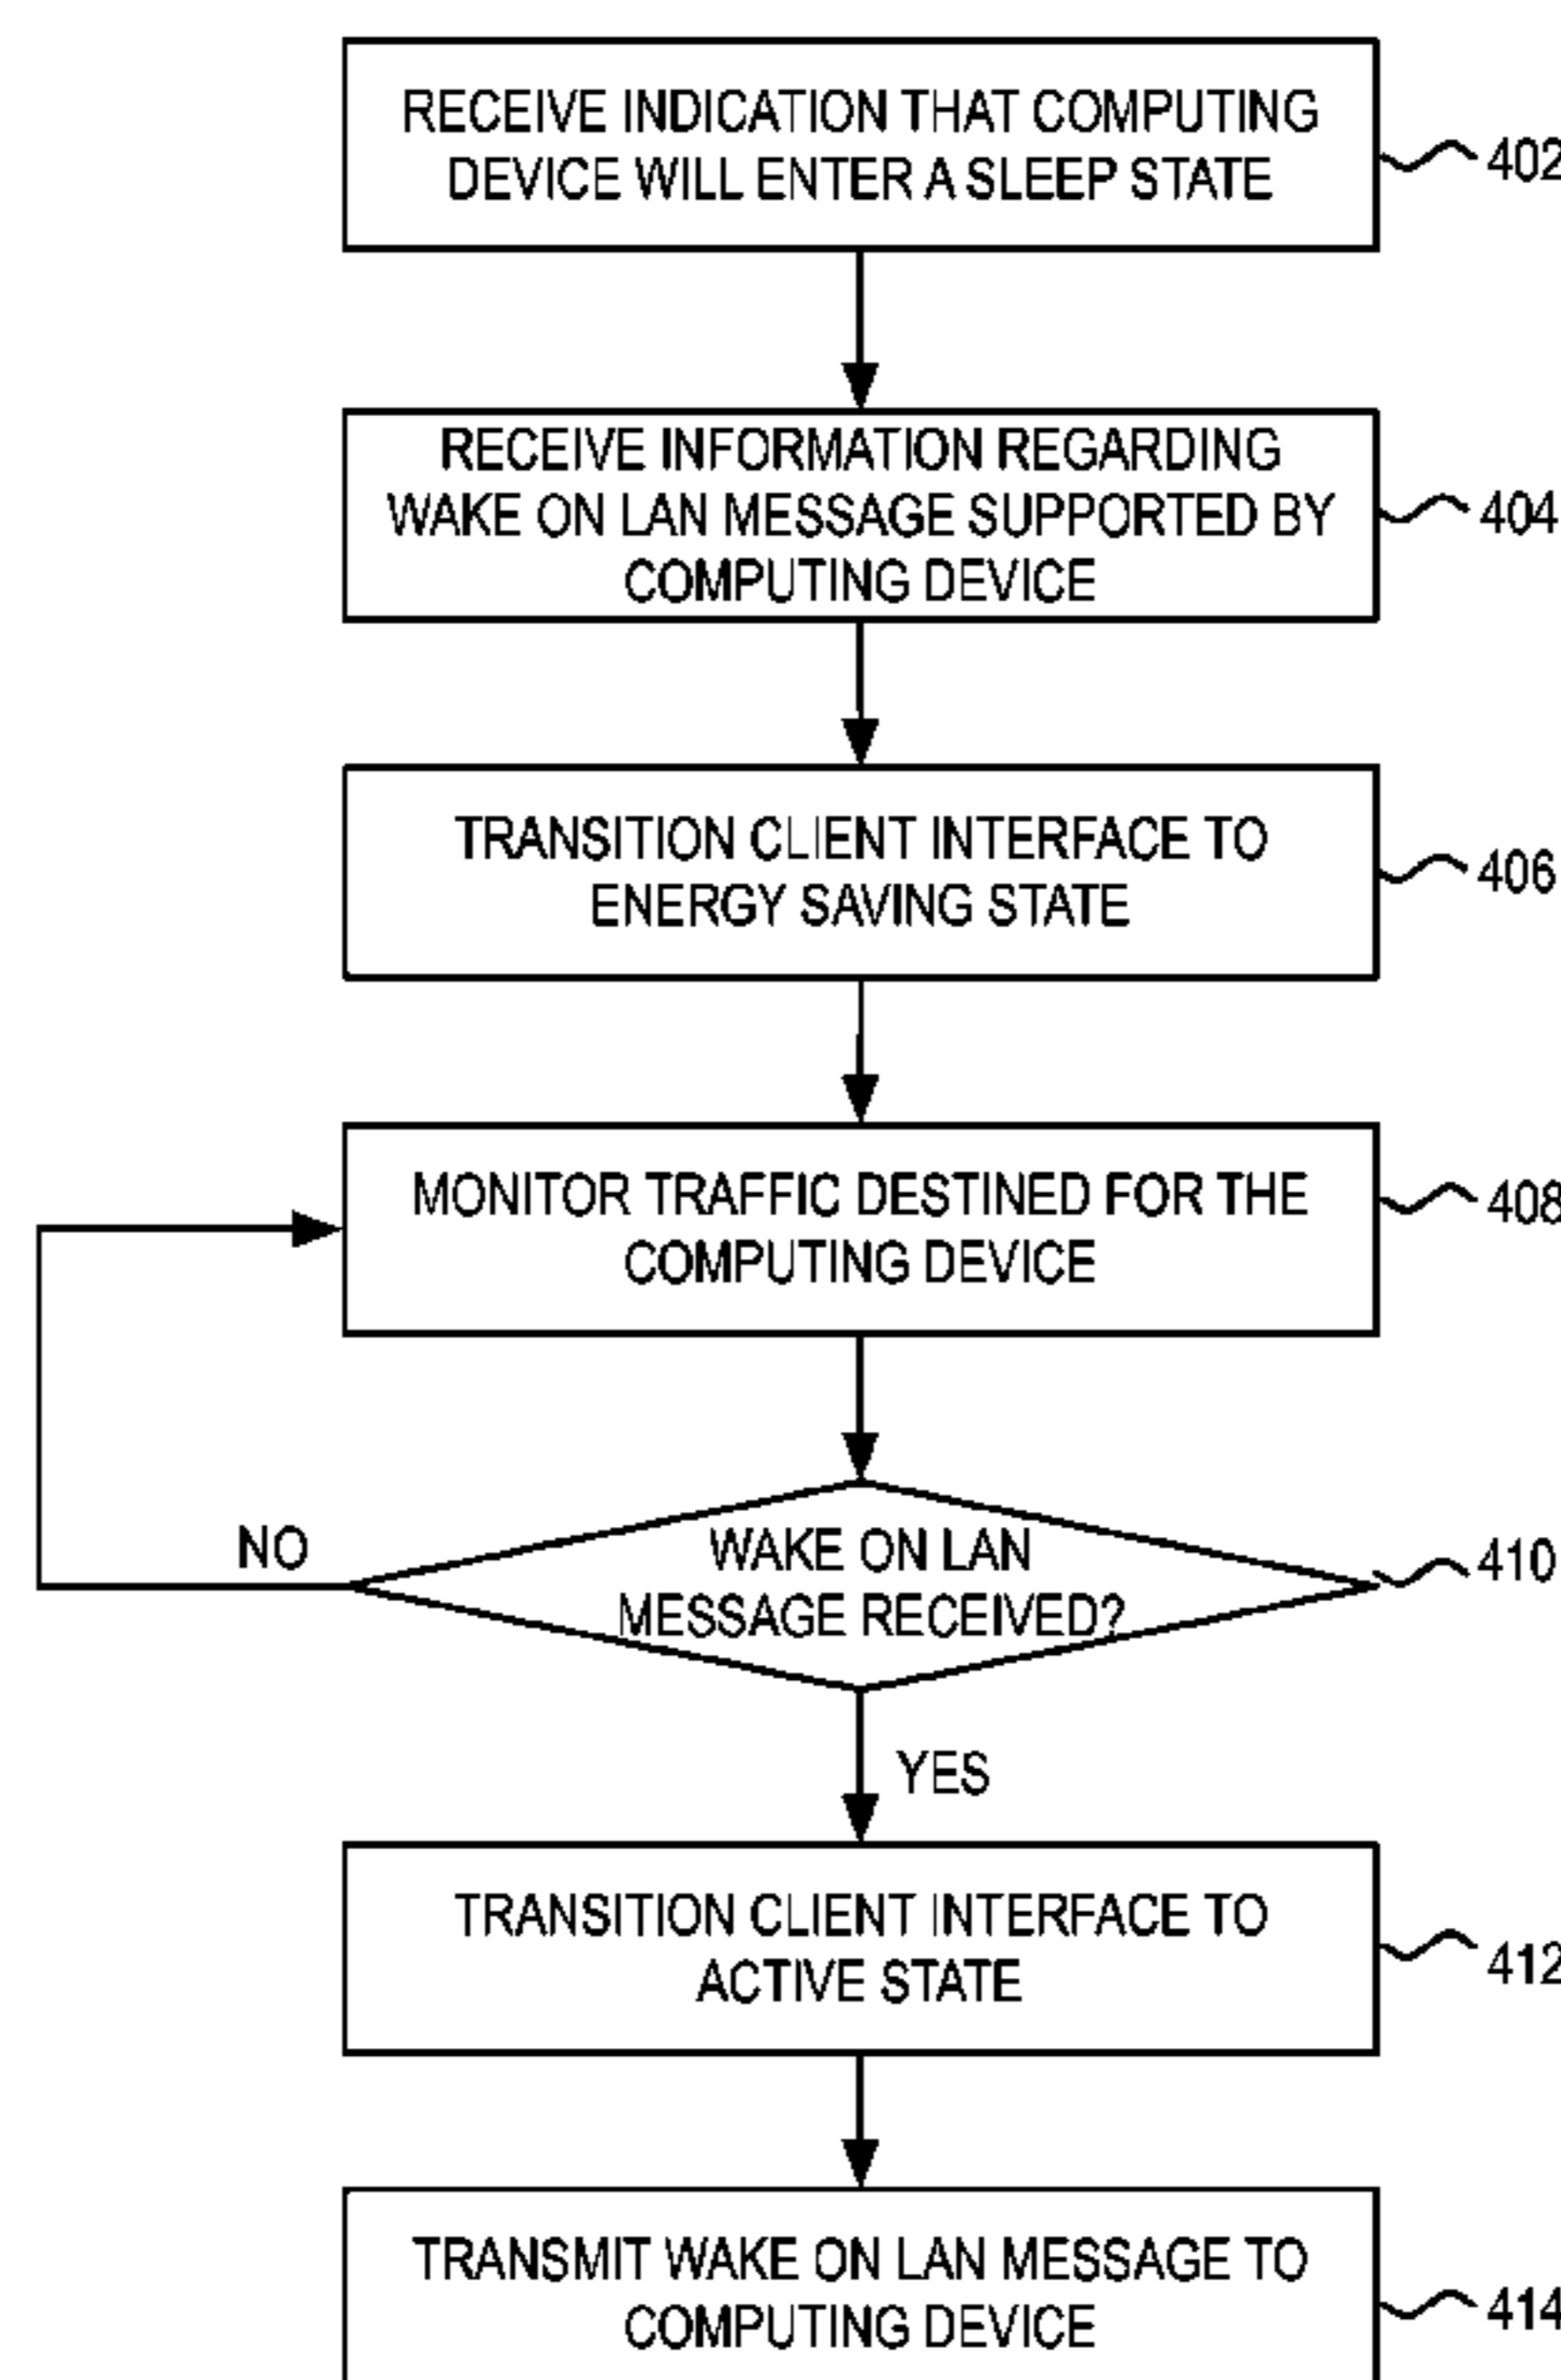 RECEIVE INDICATION THAT COMPUTING
DEVICE WILL ENTER A SLEEP STATE
402
RECEIVE INFORMATION REGARDING
WAKE ON LAN MESSAGE SUPPORTED BY
COMPUTING DEVICE
404
TRANSITION CLIENT INTERFACE TO
ENERGY SAVING STATE
406
MONITOR TRAFFIC DESTINED FOR THE
COMPUTING DEVICE
408
WAKE ON LAN
MESSAGE RECEIVED?
410
NO
YES
TRANSITION CLIENT INTERFACE TO
ACTIVE STATE
412
TRANSMIT WAKE ON LAN MESSAGE TO
COMPUTING DEVICE
414